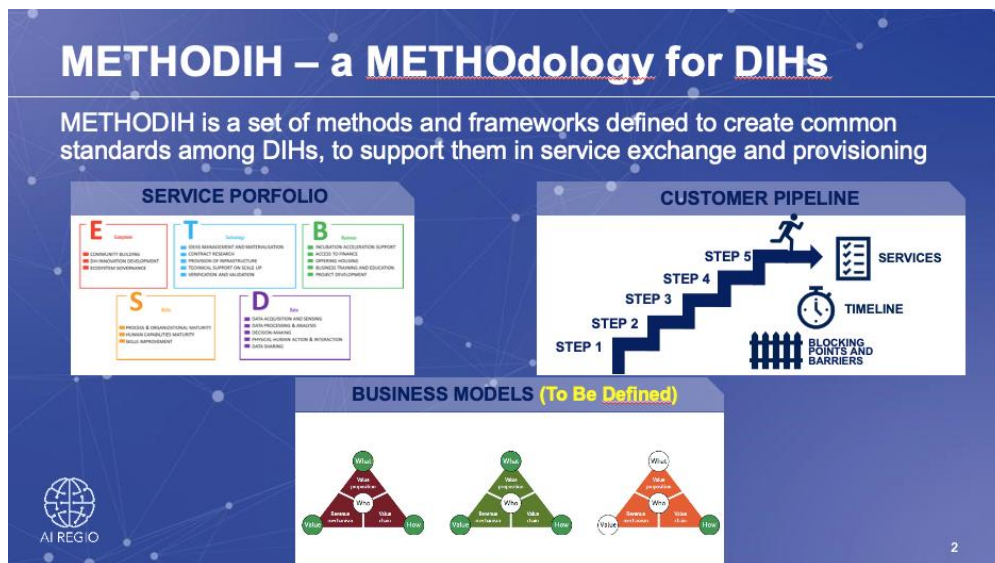 METHODIH – a METHOdology for DIHs
METHODIH is a set of methods and frameworks defined to create common
standards among DIHs, to support them in service exchange and provisioning
SERVICE PORFOLIO
E
Ecosystem
COMMUNITY BUILDING
DIH INNOVATION DEVELOPMENT
ECOSYSTEM GOVERNANCE
T
Technology
IDEAS MANAGEMENT AND MATERIALISATION
CONTRACT RESEARCH
PROVISION OF INFRASTRUCTURE
TECHNICAL SUPPORT ON SCALE UP
VERIFICATION AND VALIDATION
B
Business
INCUBATION ACCELERATION SUPPORT
ACCESS TO FINANCE
OFFERING HOUSING
BUSINESS TRAINING AND EDUCATION
PROJECT DEVELOPMENT
S
Skills
PROCESS & ORGANIZATIONAL MATURITY
HUMAN CAPABILITIES MATURITY
SKILLS IMPROVEMENT
D
Data
DATA ACQUISITION AND SENSING
DATA PROCESSING & ANALYSIS
DECISION-MAKING
PHYSICAL-HUMAN ACTION & INTERACTION
DATA SHARING
CUSTOMER PIPELINE
STEP 5
STEP 4
STEP 3
STEP 2
STEP 1
SERVICES
TIMELINE
BLOCKING
POINTS AND
BARRIERS
BUSINESS MODELS (To Be Defined)
What
Value
proposition
Who
Revenue
mechanism
Value
chain
Value
How
What
Value
proposition
Who
Revenue
mechanism
Value
chain
Value
How
What
Value
proposition
Who
Revenue
mechanism
Value
chain
Value
How
AI REGIO
2